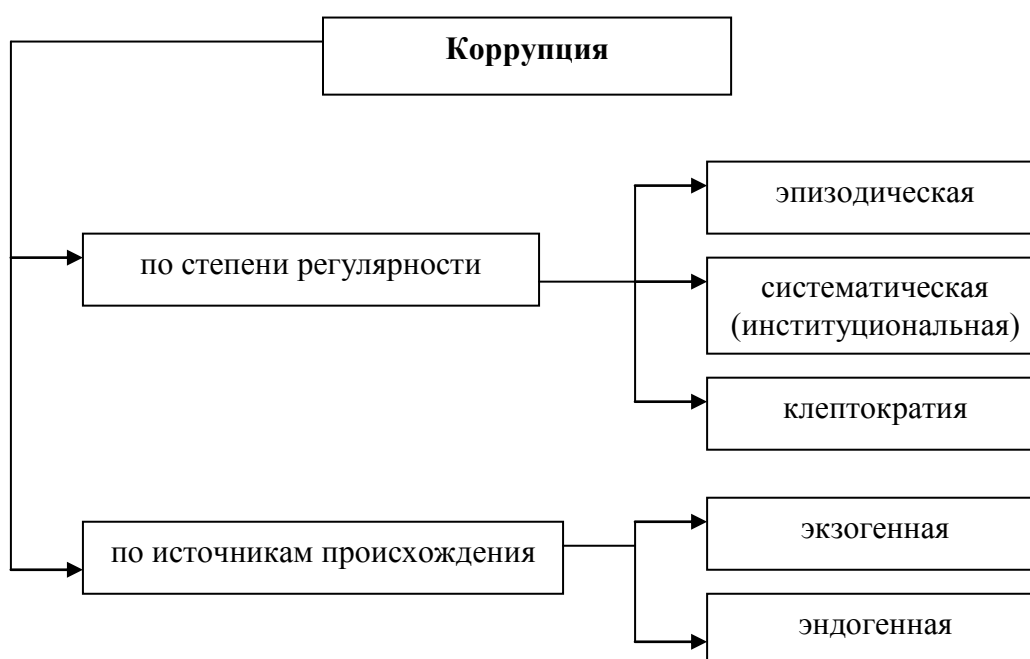 Коррупция
эпизодическая
по степени регулярности
систематическая
(институциональная)
клептократия
экзогенная
по источникам происхождения
эндогенная